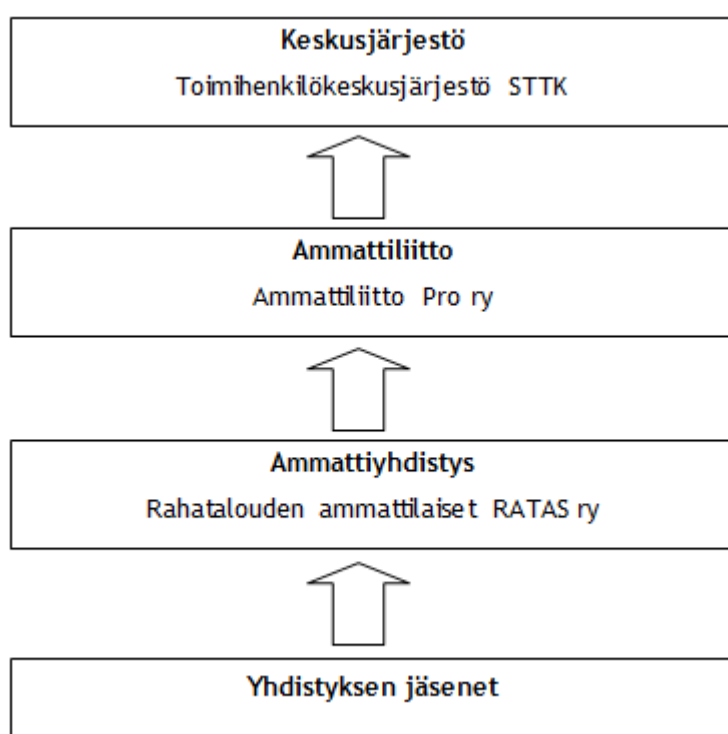 Keskusjärjestö
Toimihenkilökeskusjärjestö STTK
Ammattiliitto
Ammattiliitto Pro ry
Ammattiyhdistys
Rahatalouden ammattilaiset RATAS ry
Yhdistyksen jäsenet